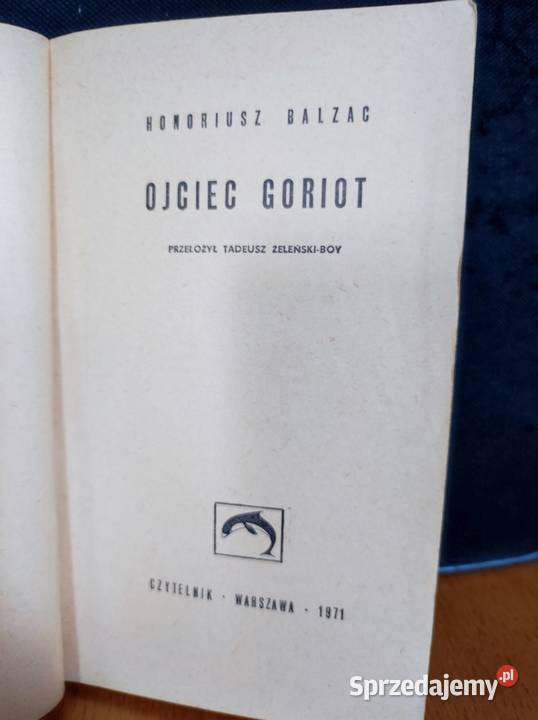 HONORIUSZ BALZAC
OJCIEC GORIOT
PRZEŁOŻYŁ TADEUSZ ŻELEŃSKI-BOY
CZYTELNIK · WARSZAWA · 1971
Sprzedajemy.pl